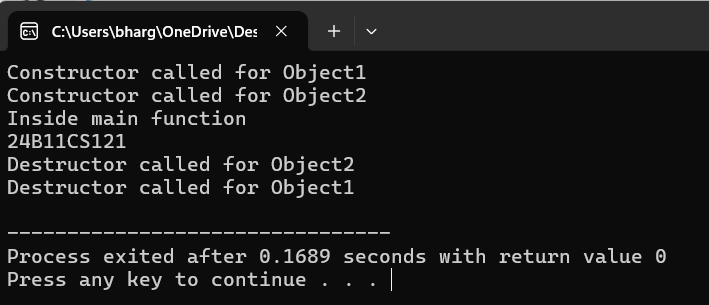 C:\Users\bharg\OneDrive\Des
Constructor called for Object1
Constructor called for Object2
Inside main function
24B11CS121
Destructor called for Object2
Destructor called for Object1
--------------------------------
Process exited after 0.1689 seconds with return value 0
Press any key to continue . . .